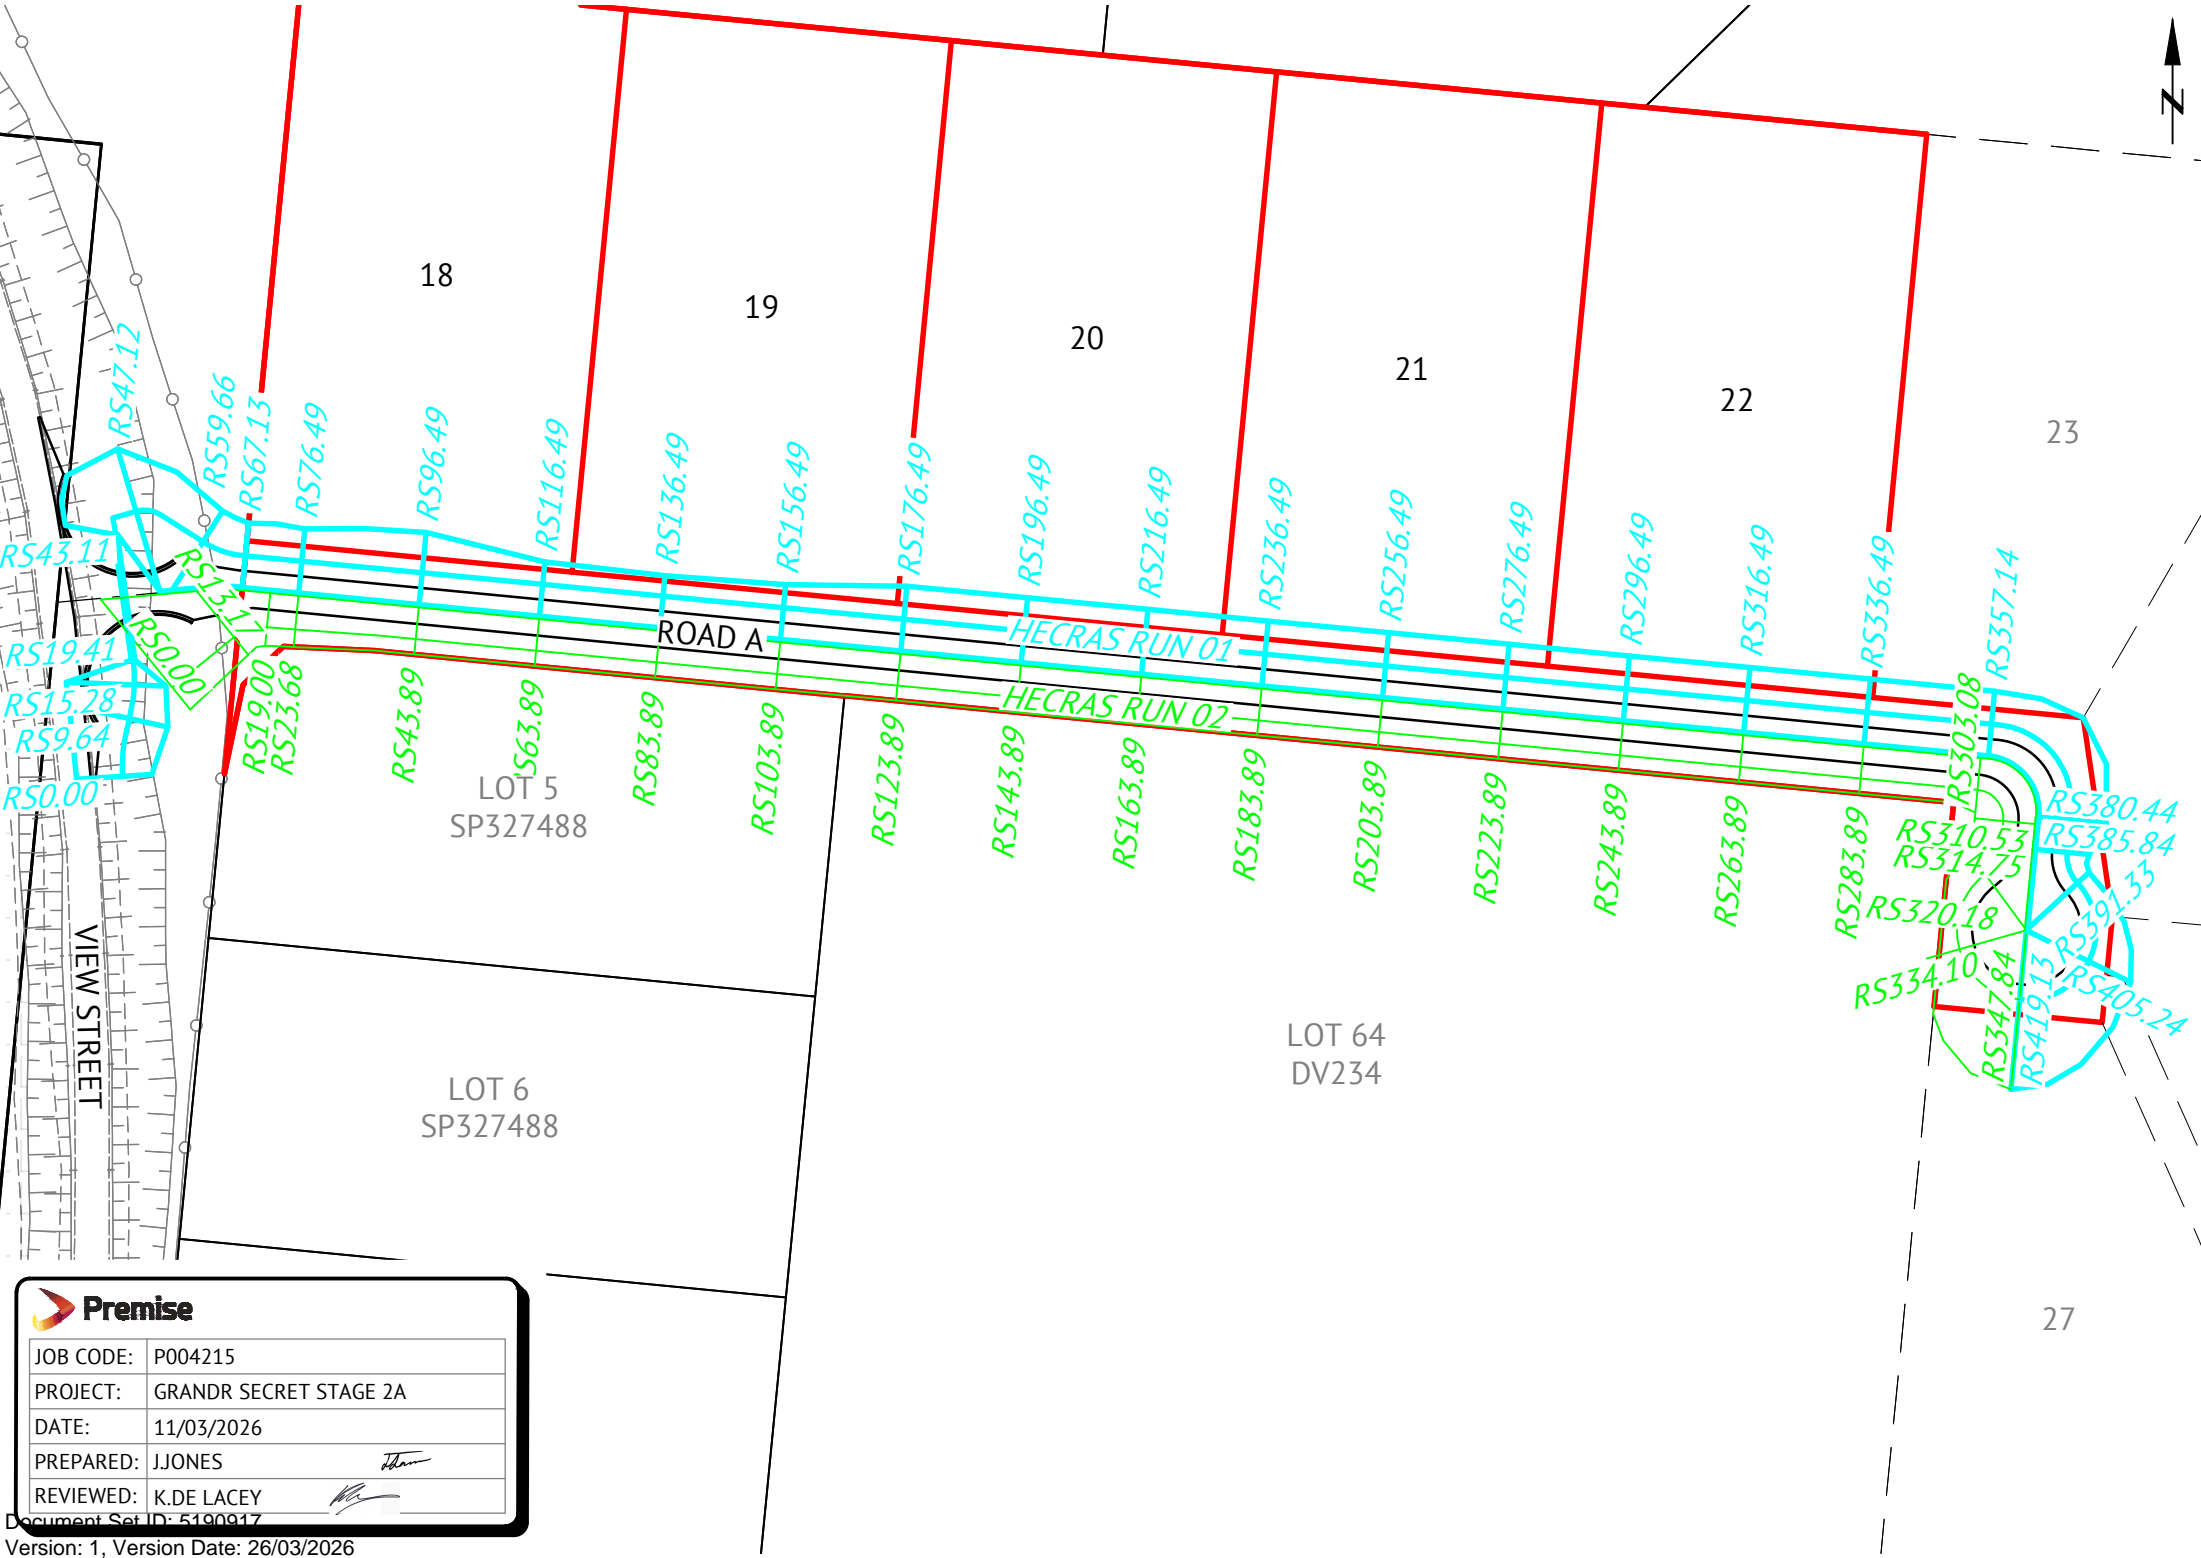 N
18
19
20
21
22
23
RS47.12
RS59.66
RS67.13
RS76.49
RS96.49
RS116.49
RS136.49
RS156.49
RS176.49
RS196.49
RS216.49
RS236.49
RS256.49
RS276.49
RS296.49
RS316.49
RS336.49
RS357.14
RS43.11
RS13.17
RS0.00
RS19.41
RS15.28
RS9.64
RS0.00
ROAD A
HECRAS RUN 01
HECRAS RUN 02
RS19.00
RS23.68
RS43.89
S63.89
RS83.89
RS103.89
RS123.89
RS143.89
RS163.89
RS183.89
RS203.89
RS223.89
RS243.89
RS263.89
RS283.89
RS303.08
RS380.44
RS310.53
RS385.84
RS314.75
RS391.33
RS320.18
RS334.10
RS347.84
RS419.13
RS405.24
LOT 5
SP327488
VIEW STREET
LOT 6
SP327488
LOT 64
DV234
27
Premise
JOB CODE: P004215
PROJECT: GRANDR SECRET STAGE 2A
DATE: 11/03/2026
PREPARED: J.JONES
REVIEWED: K.DE LACEY
Document Set ID: 5190917
Version: 1, Version Date: 26/03/2026